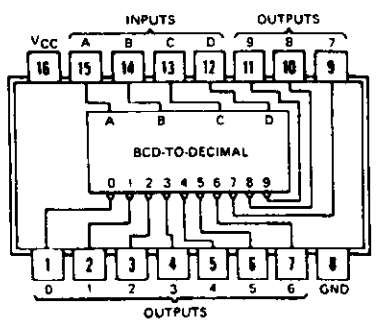 INPUTS OUTPUTS
VCC A B C D 9 8 7
16 15 14 13 12 11 10 9
A B C D
BCD-TO-DECIMAL
0 1 2 3 4 5 6 7 8 9
1 2 3 4 5 6 7 8
0 1 2 3 4 5 6 GND
OUTPUTS